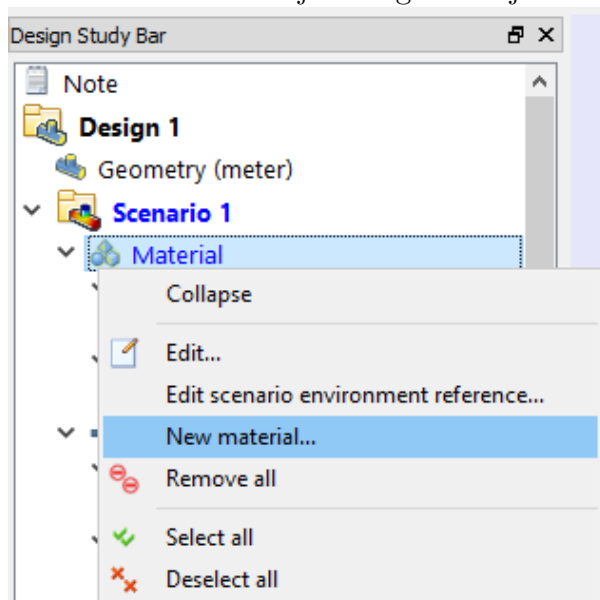 Design Study Bar
Note
Design 1
Geometry (meter)
Scenario 1
Material
Collapse
Edit...
Edit scenario environment reference...
New material...
Remove all
Select all
Deselect all